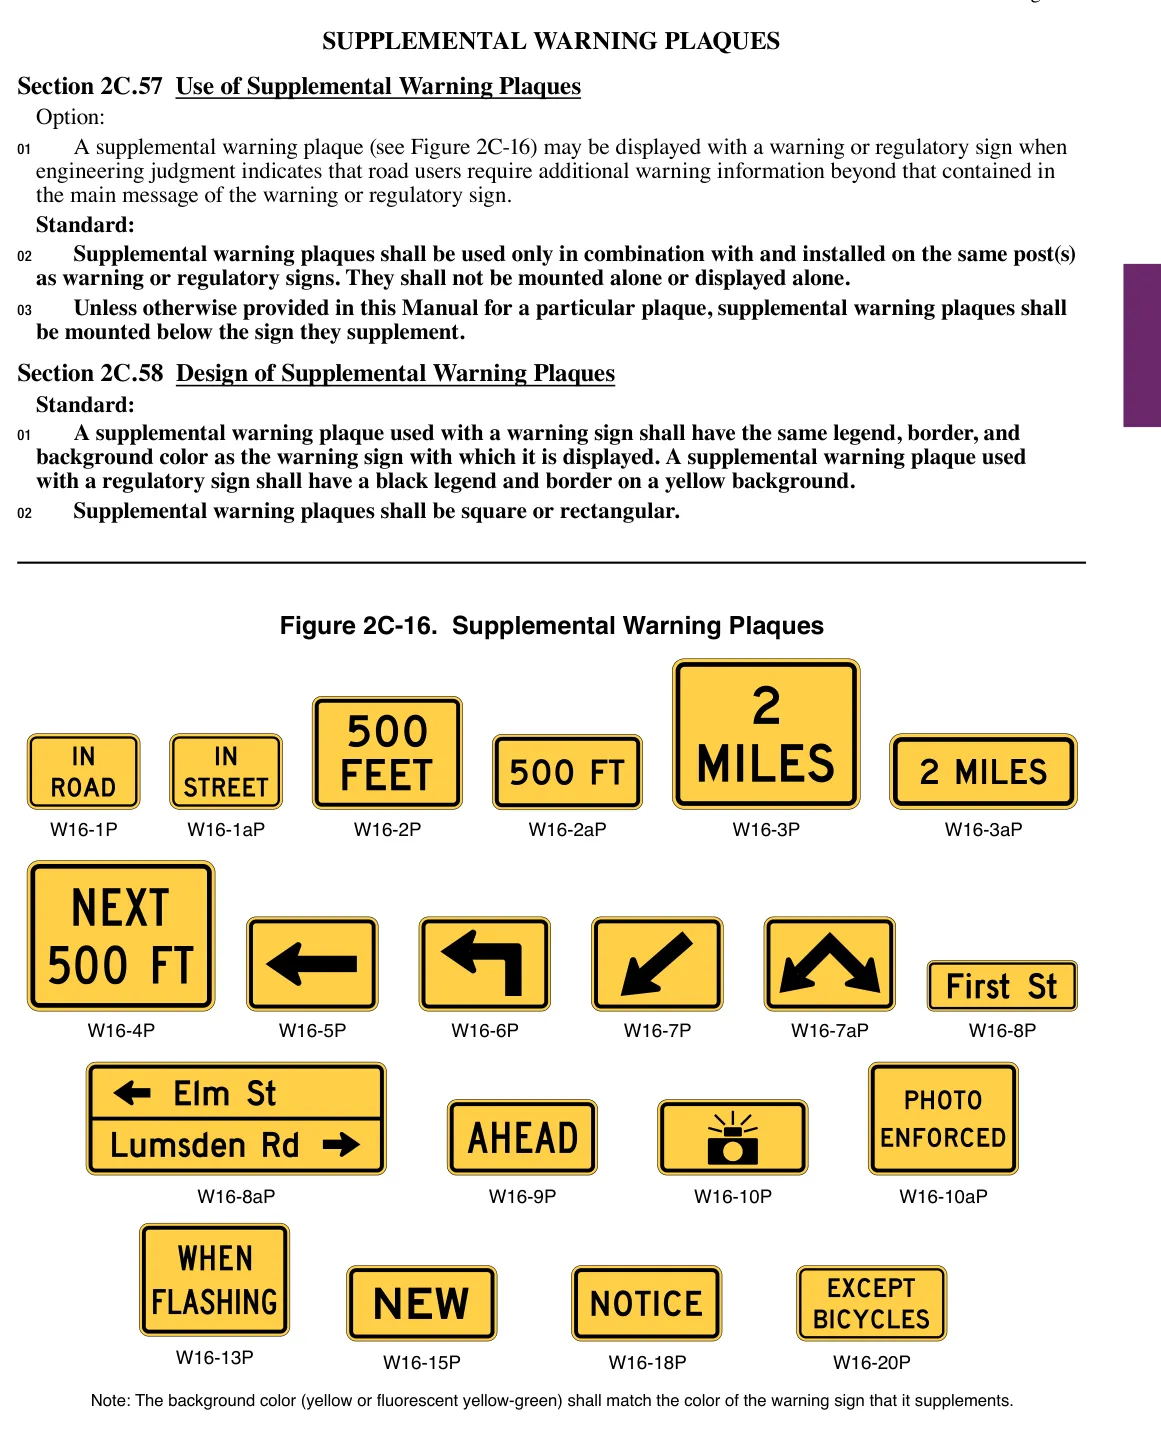 SUPPLEMENTAL WARNING PLAQUES
Section 2C.57 Use of Supplemental Warning Plaques
Option:
01 A supplemental warning plaque (see Figure 2C-16) may be displayed with a warning or regulatory sign when
engineering judgment indicates that road users require additional warning information beyond that contained in
the main message of the warning or regulatory sign.
Standard:
02 Supplemental warning plaques shall be used only in combination with and installed on the same post(s)
as warning or regulatory signs. They shall not be mounted alone or displayed alone.
03 Unless otherwise provided in this Manual for a particular plaque, supplemental warning plaques shall
be mounted below the sign they supplement.
Section 2C.58 Design of Supplemental Warning Plaques
Standard:
01 A supplemental warning plaque used with a warning sign shall have the same legend, border, and
background color as the warning sign with which it is displayed. A supplemental warning plaque used
with a regulatory sign shall have a black legend and border on a yellow background.
02 Supplemental warning plaques shall be square or rectangular.
Figure 2C-16. Supplemental Warning Plaques
IN
ROAD
IN
STREET
500
FEET
500 FT
2
MILES
2 MILES
W16-1P W16-1aP W16-2P W16-2aP W16-3P W16-3aP
NEXT
500 FT
First St
W16-4P W16-5P W16-6P W16-7P W16-7aP W16-8P
Elm St
Lumsden Rd
AHEAD
PHOTO
ENFORCED
W16-8aP W16-9P W16-10P W16-10aP
WHEN
FLASHING
NEW
NOTICE
EXCEPT
BICYCLES
W16-13P W16-15P W16-18P W16-20P
Note: The background color (yellow or fluorescent yellow-green) shall match the color of the warning sign that it supplements.